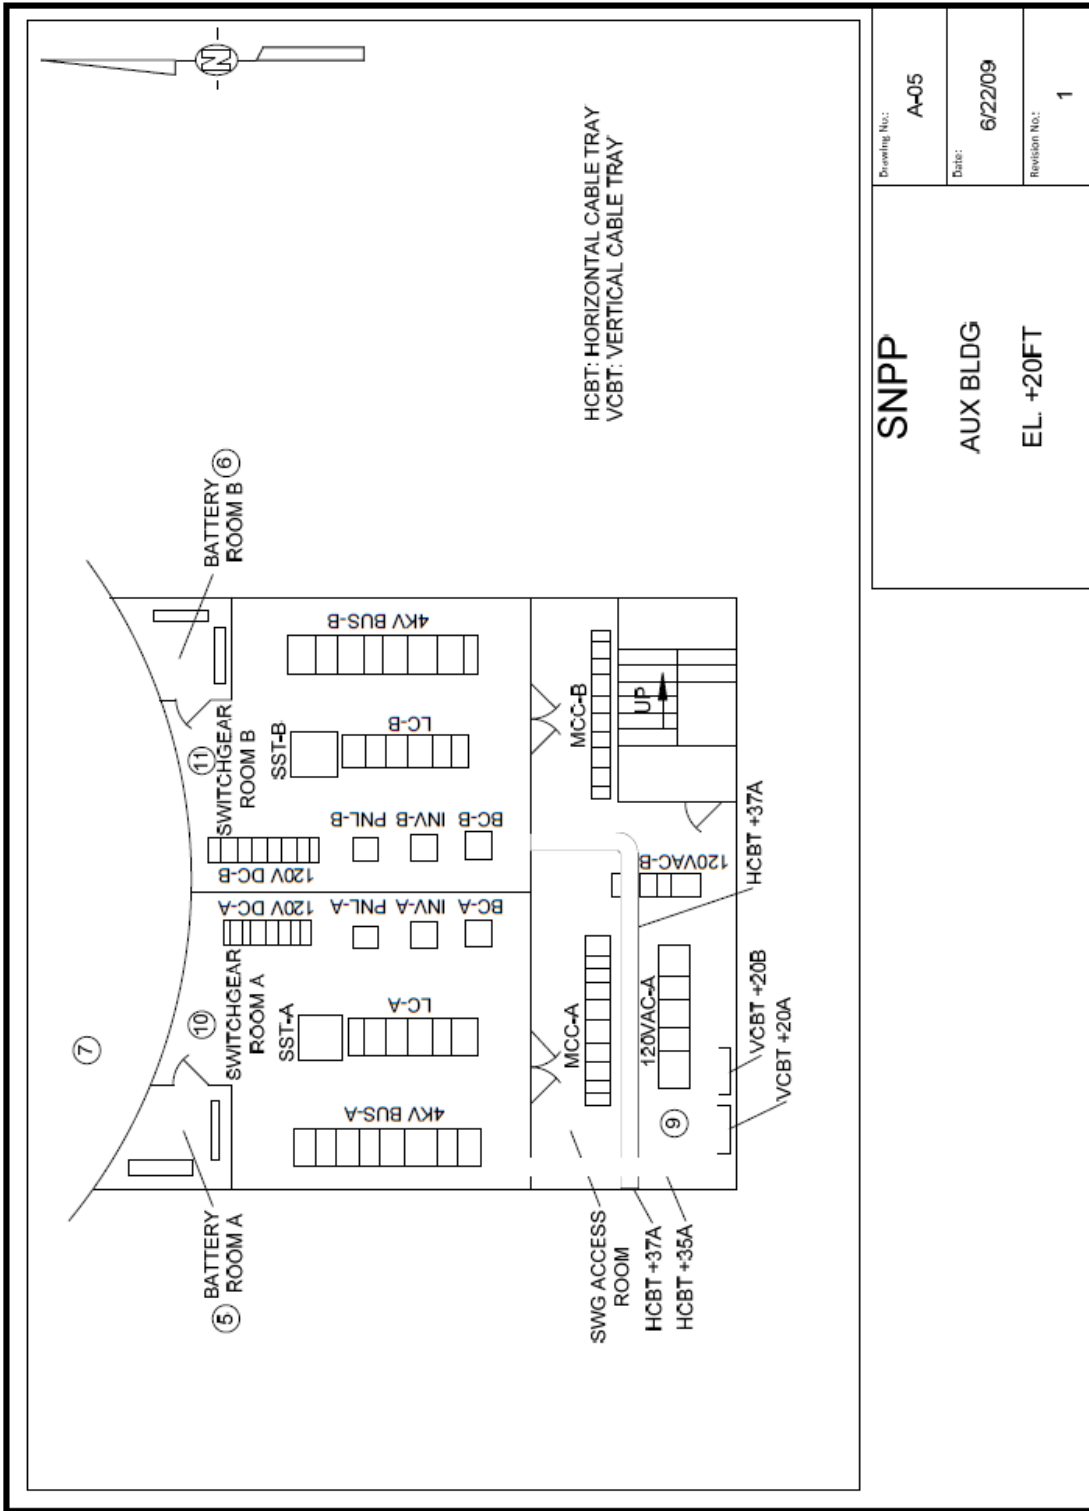 N
HCBT: HORIZONTAL CABLE TRAY
VCBT: VERTICAL CABLE TRAY
7
5
BATTERY
ROOM A
10
SWITCHGEAR
ROOM A
11
SWITCHGEAR
ROOM B
BATTERY
ROOM B
6
4KV BUS-A
SST-A
LC-A
120V DC-A
PNL-A
INV-A
BC-A
120V DC-B
PNL-B
INV-B
BC-B
SST-B
LC-B
4KV BUS-B
SWG ACCESS
ROOM
HCBT +37A
HCBT +35A
MCC-A
120VAC-A
9
120VAC-B
MCC-B
UP
VCBT +20A
VCBT +20B
HCBT +37A
SNPP
AUX BLDG
EL. +20FT
Drawing No.:
A-05
Date:
6/22/09
Revision No.:
1